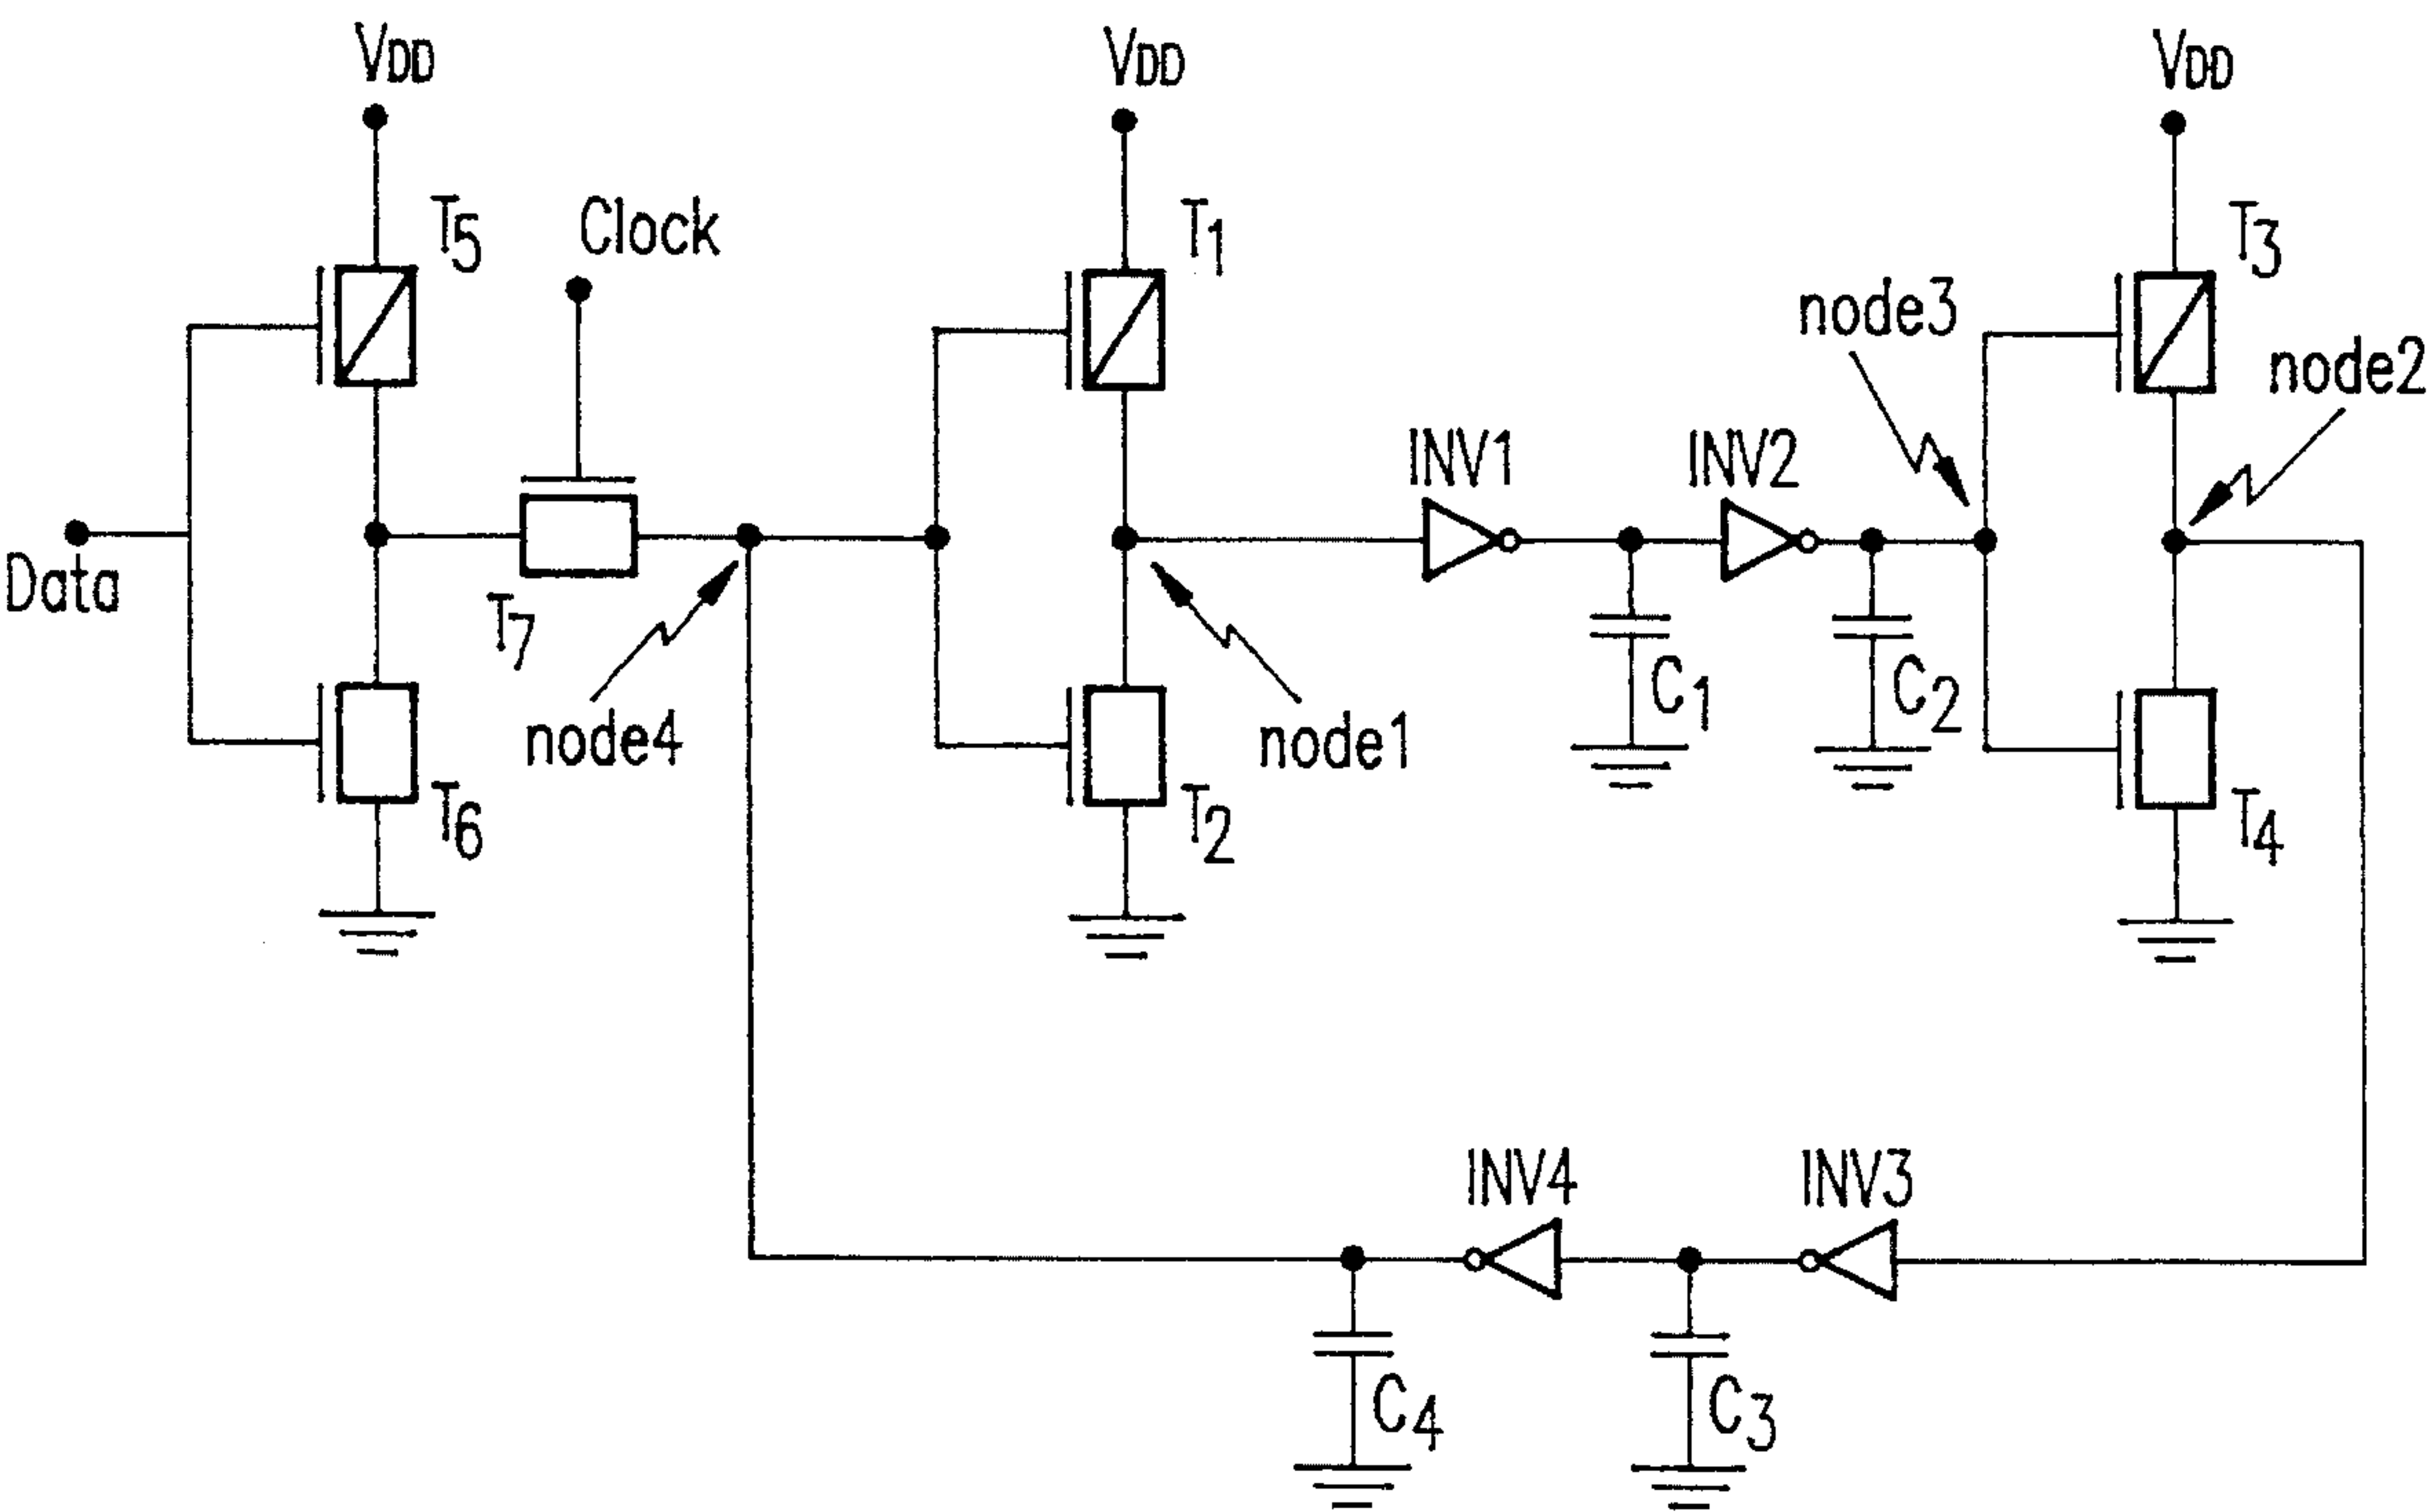 VDD
VDD
VDD
T5
Clock
T1
T3
node3
node2
INV1
INV2
Data
T7
node4
node1
C1
C2
T6
T2
T4
INV4
INV3
C4
C3